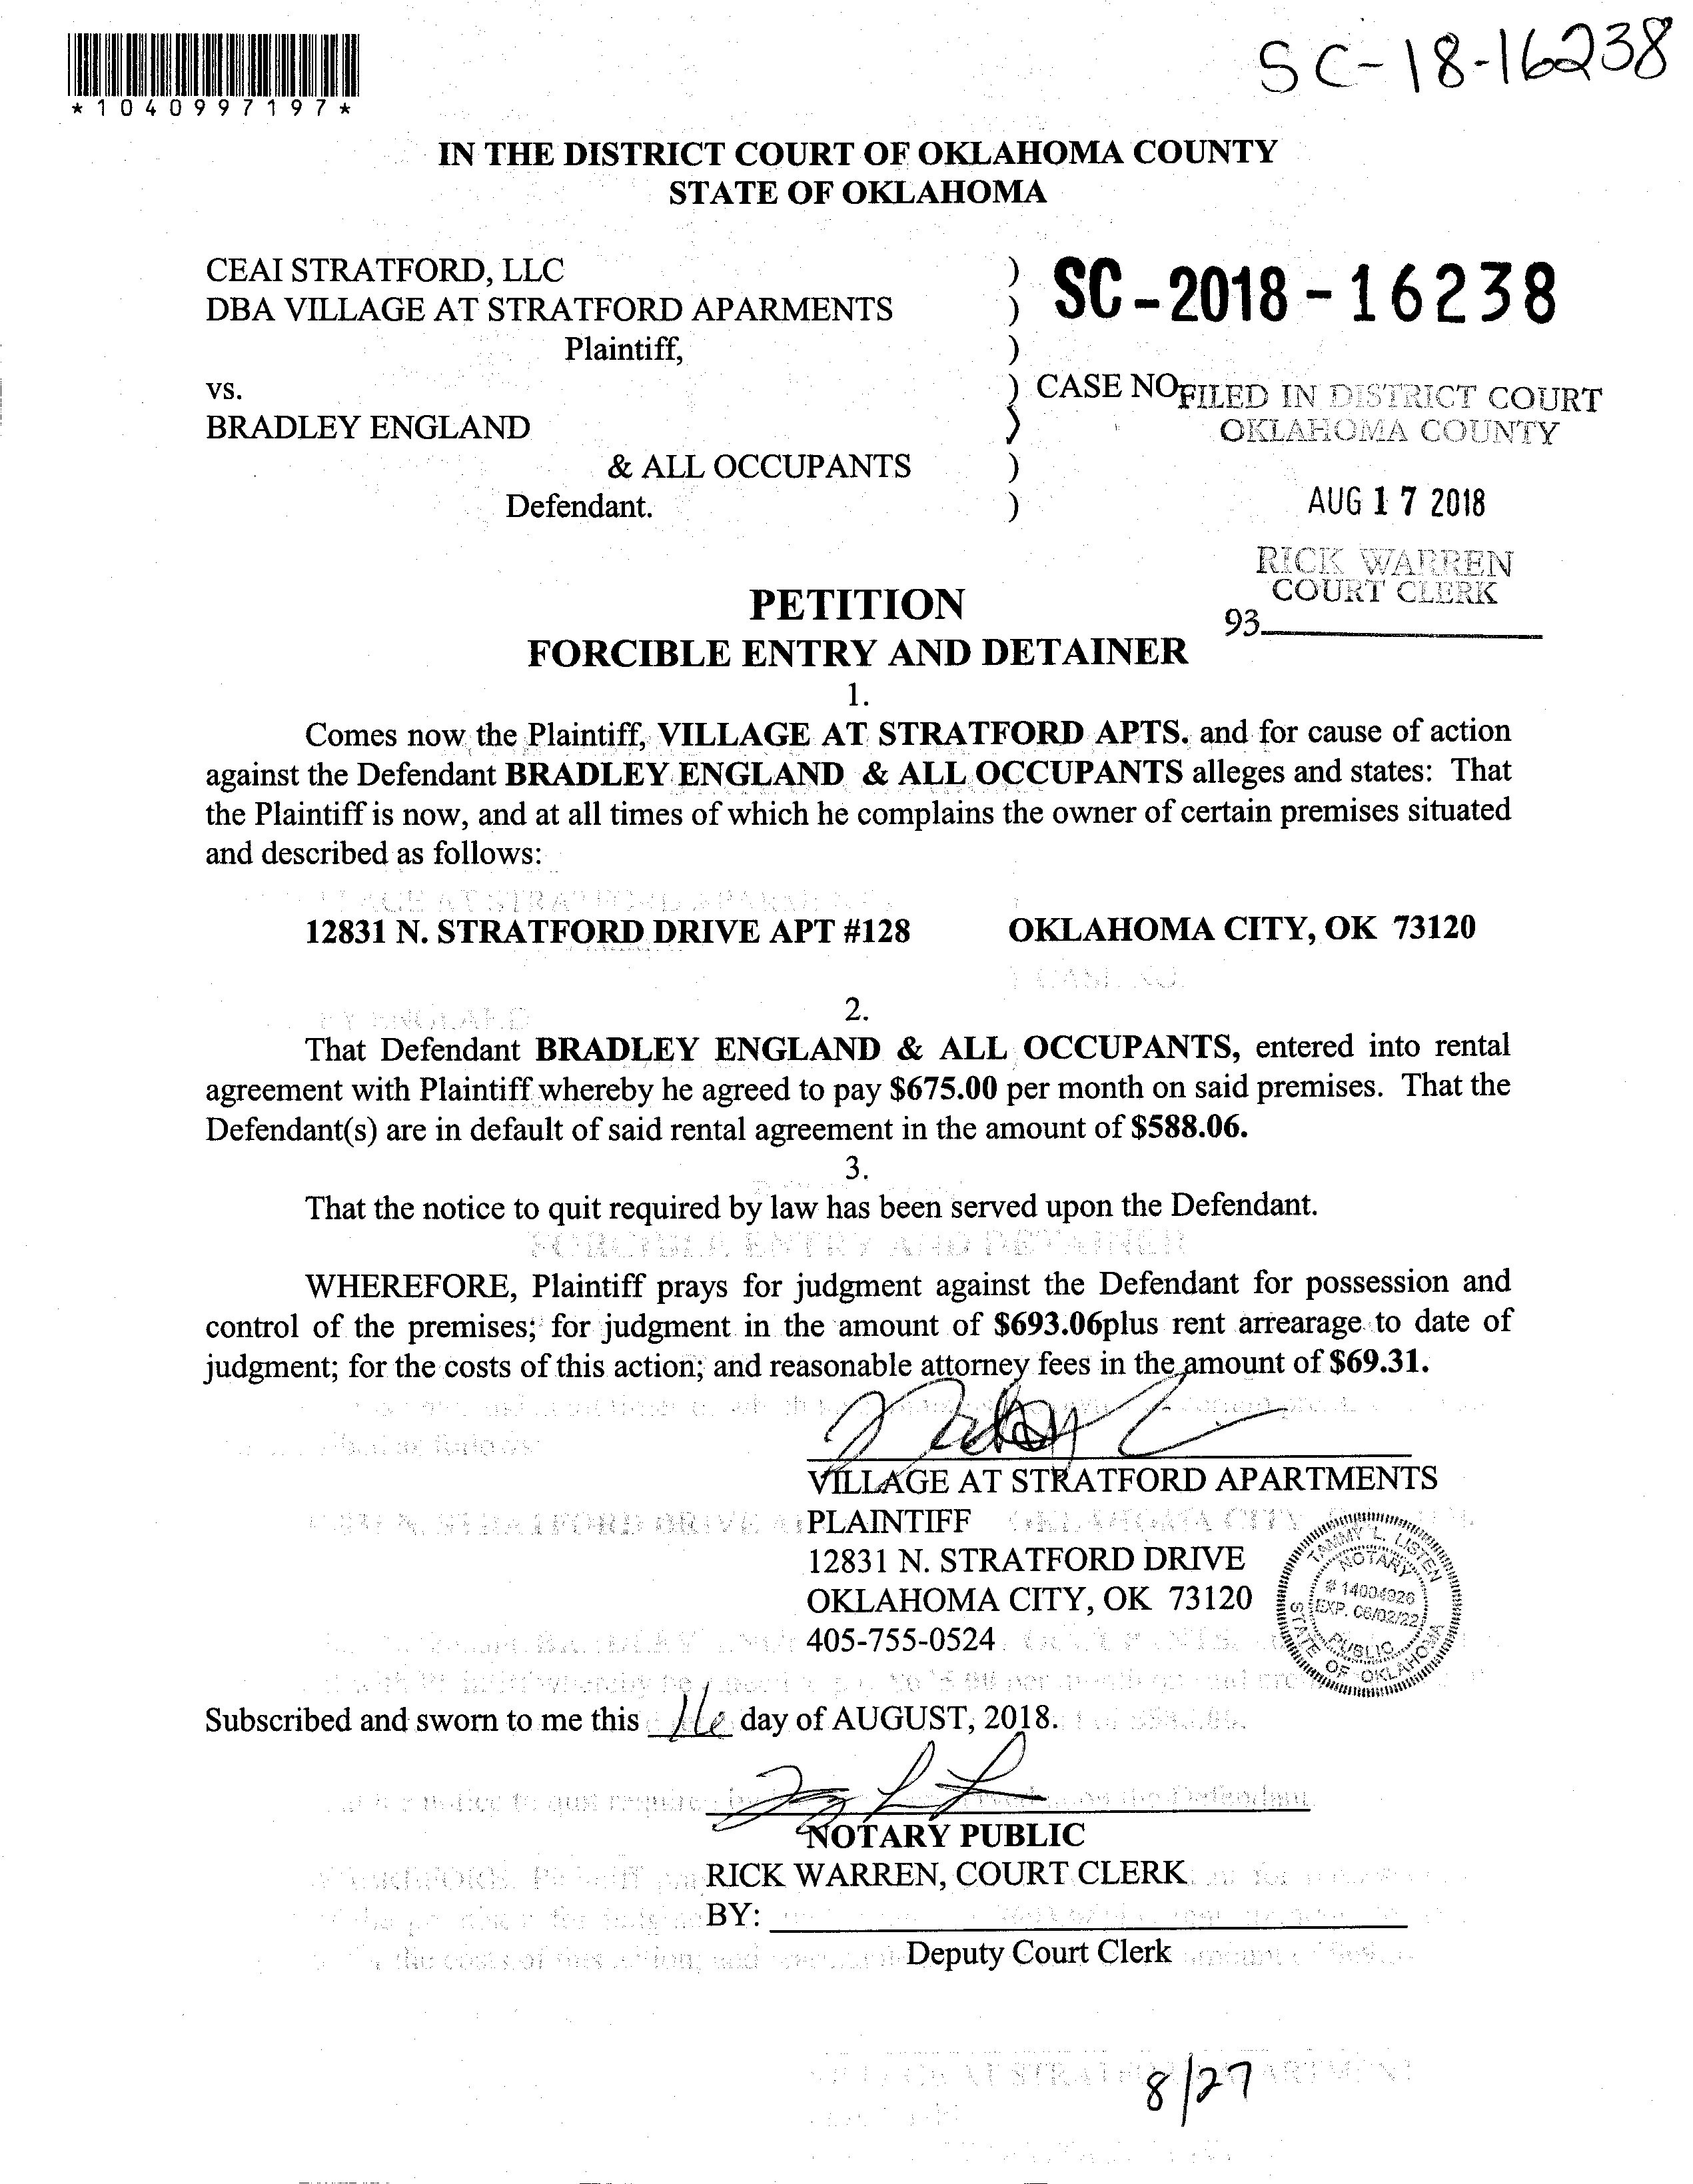 SC-18-16238
*1040997197*
IN THE DISTRICT COURT OF OKLAHOMA COUNTY
STATE OF OKLAHOMA
CEAI STRATFORD, LLC )
DBA VILLAGE AT STRATFORD APARMENTS )
SC-2018-16238
Plaintiff, )
vs. ) CASE NO
FILED IN DISTRICT COURT
OKLAHOMA COUNTY
BRADLEY ENGLAND )
& ALL OCCUPANTS )
Defendant. )
AUG 17 2018
RICK WARREN
COURT CLERK
93
PETITION
FORCIBLE ENTRY AND DETAINER
1.
Comes now the Plaintiff, VILLAGE AT STRATFORD APTS. and for cause of action
against the Defendant BRADLEY ENGLAND & ALL OCCUPANTS alleges and states: That
the Plaintiff is now, and at all times of which he complains the owner of certain premises situated
and described as follows:
12831 N. STRATFORD DRIVE APT #128 OKLAHOMA CITY, OK 73120
2.
That Defendant BRADLEY ENGLAND & ALL OCCUPANTS, entered into rental
agreement with Plaintiff whereby he agreed to pay $675.00 per month on said premises. That the
Defendant(s) are in default of said rental agreement in the amount of $588.06.
3.
That the notice to quit required by law has been served upon the Defendant.
WHEREFORE, Plaintiff prays for judgment against the Defendant for possession and
control of the premises; for judgment in the amount of $693.06plus rent arrearage to date of
judgment; for the costs of this action; and reasonable attorney fees in the amount of $69.31.
VILLAGE AT STRATFORD APARTMENTS
PLAINTIFF
12831 N. STRATFORD DRIVE
OKLAHOMA CITY, OK 73120
405-755-0524
TAMMY L. LISTEN
NOTARY
# 14004926
EXP. 06/02/22
PUBLIC
STATE OF OKLAHOMA
Subscribed and sworn to me this 16 day of AUGUST, 2018.
NOTARY PUBLIC
RICK WARREN, COURT CLERK
BY:
Deputy Court Clerk
8/27